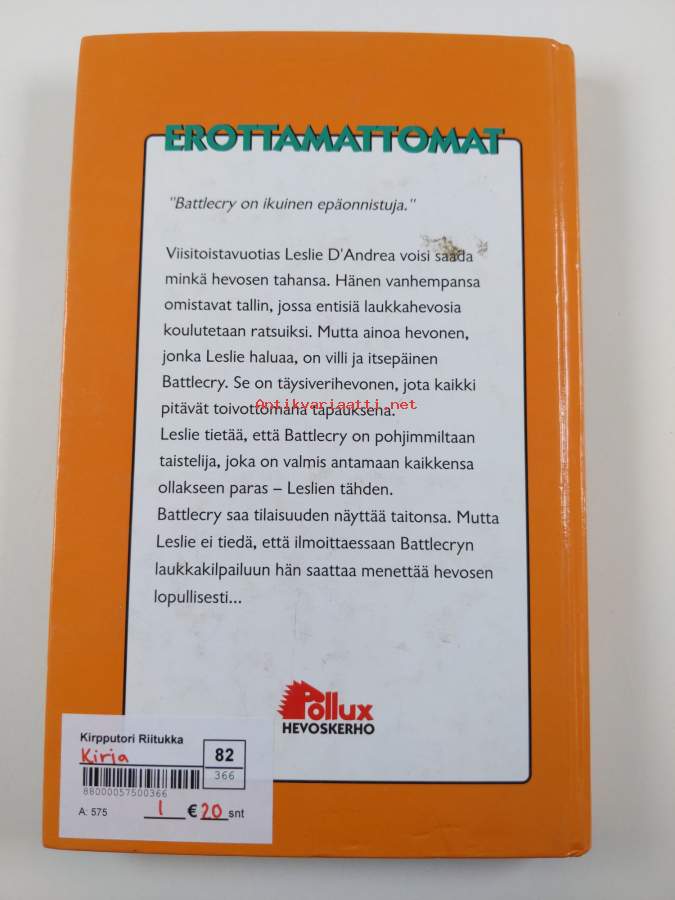 EROTTAMATTOMAT
"Battlecry on ikuinen epäonnistuja."
Viisitoistavuotias Leslie D'Andrea voisi saada
minkä hevosen tahansa. Hänen vanhempansa
omistavat tallin, jossa entisiä laukkahevosia
koulutetaan ratsuiksi. Mutta ainoa hevonen,
jonka Leslie haluaa, on villi ja itsepäinen
Battlecry. Se on täysiverihevonen, jota kaikki
pitävät toivottomana tapauksena.
Antikvariaatti.net
Leslie tietää, että Battlecry on pohjimmiltaan
taistelija, joka on valmis antamaan kaikkensa
ollakseen paras – Leslien tähden.
Battlecry saa tilaisuuden näyttää taitonsa. Mutta
Leslie ei tiedä, että ilmoittaessaan Battlecryn
laukkakilpailuun hän saattaa menettää hevosen
lopullisesti...
Pollux
HEVOSKERHO
Kirpputori Riitukka
Kirja
82
366
88000057500366
A: 575 1 € 20 snt